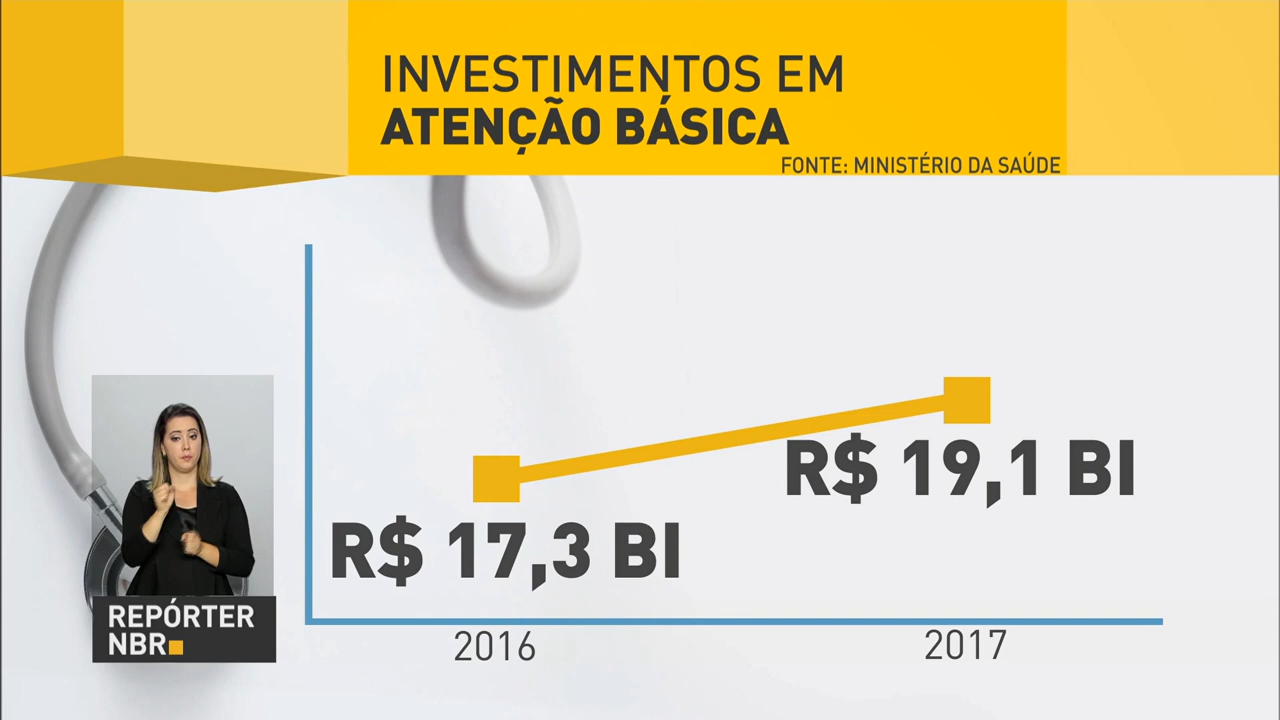 INVESTIMENTOS EM
ATENÇÃO BÁSICA
FONTE: MINISTÉRIO DA SAÚDE
R$ 19,1 BI
R$ 17,3 BI
2016 2017
REPÓRTER
NBR